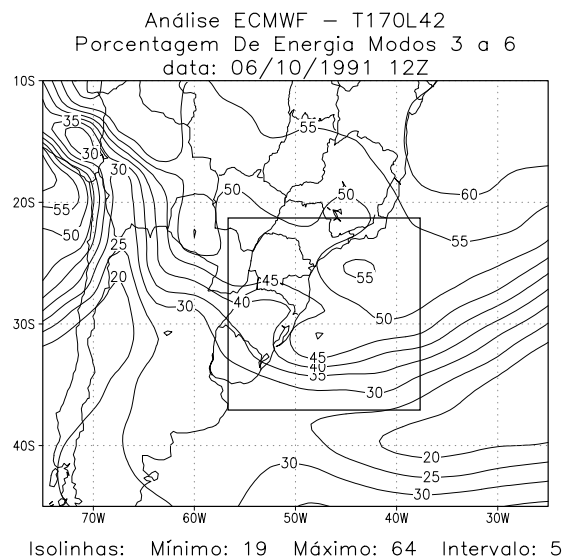 Análise ECMWF − T170L42
Porcentagem De Energia Modos 3 a 6
data: 06/10/1991 12Z
10S
55
35
30
30
20S
50
50
60
55
55
50
25
45
55
20
40
30
50
30S
45
40
35
30
40S
20
30
25
30
70W 60W 50W 40W 30W
Isolinhas: Mínimo: 19 Máximo: 64 Intervalo: 5